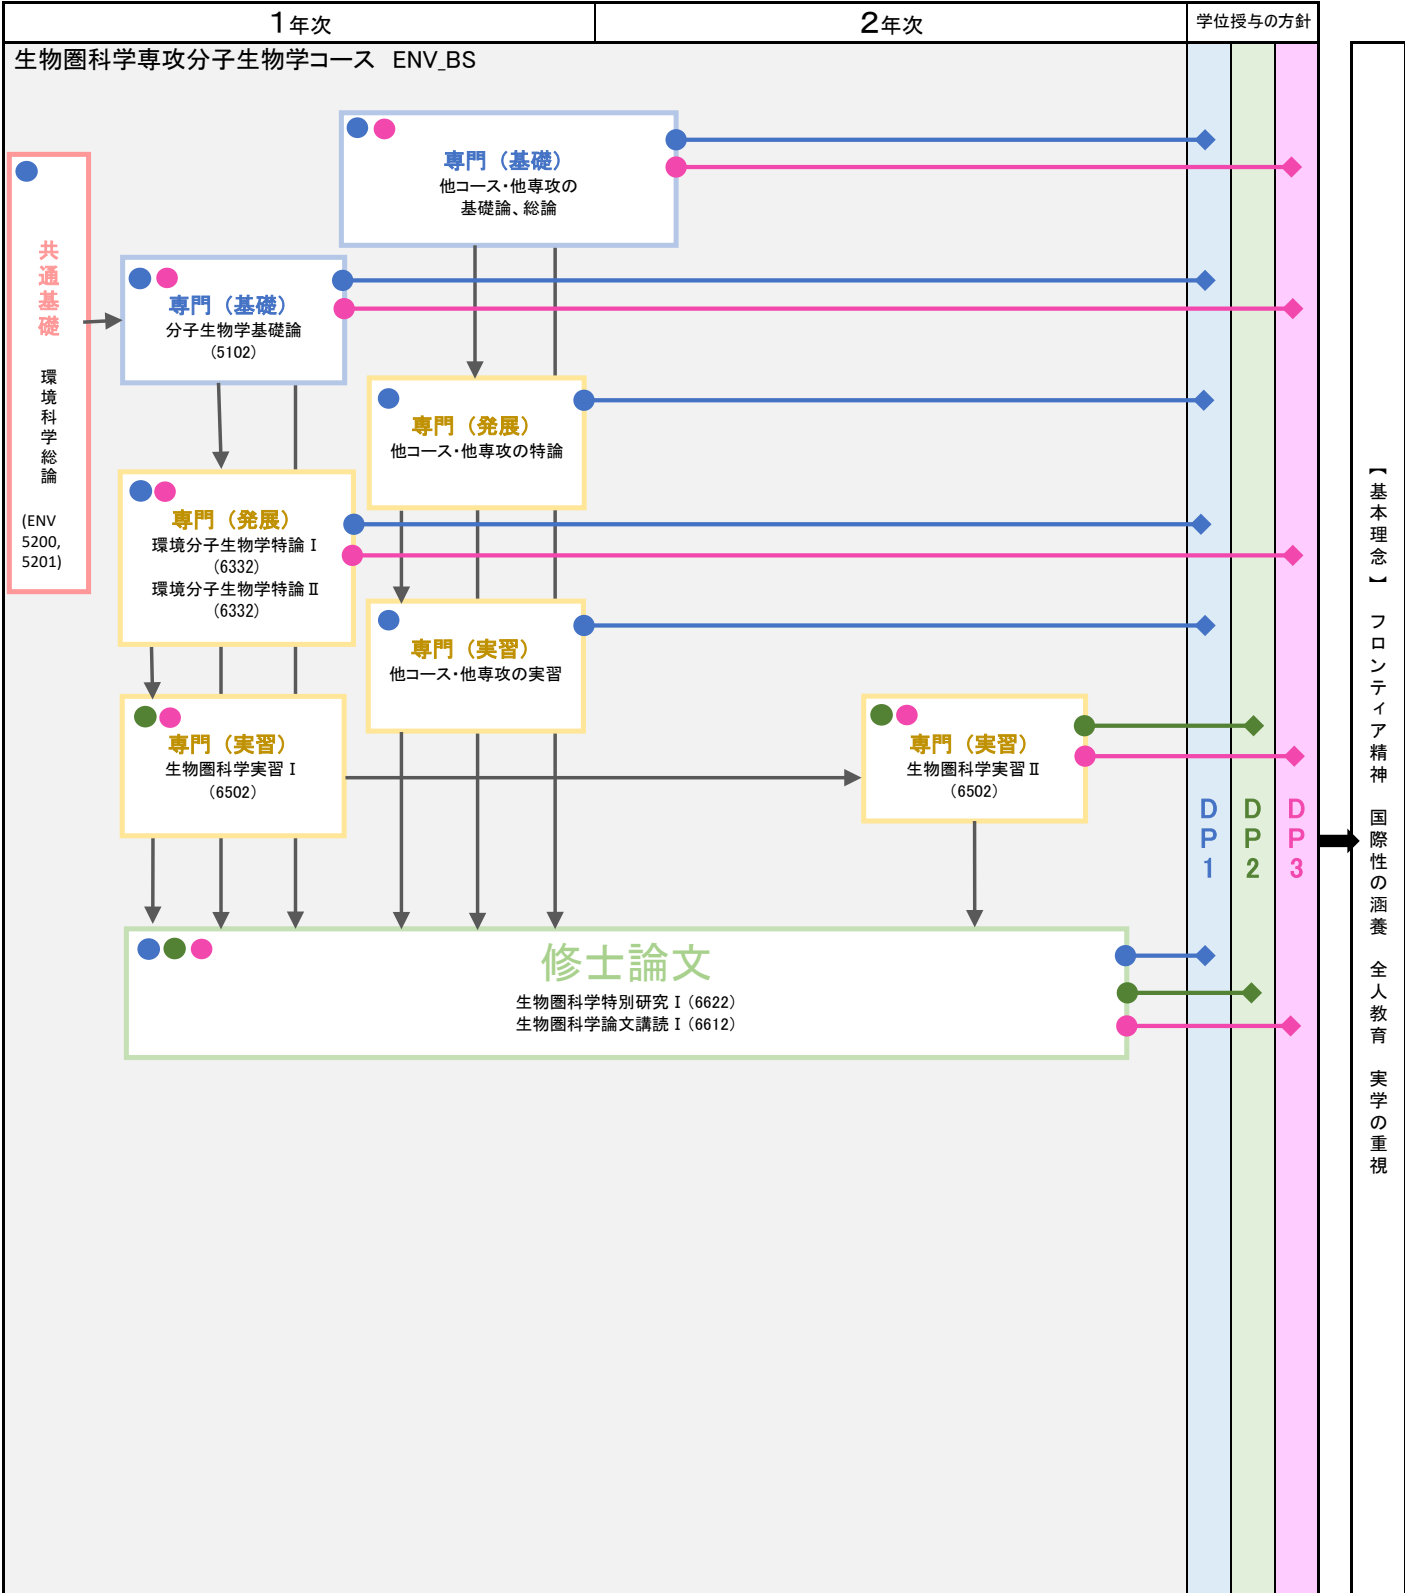 1年次
2年次
学位授与の方針
生物圏科学専攻分子生物学コース ENV_BS
共通基礎
環境科学総論
(ENV
5200,
5201)
専門（基礎）
他コース・他専攻の
基礎論、総論
専門（基礎）
分子生物学基礎論
（5102）
専門（発展）
他コース・他専攻の特論
専門（発展）
環境分子生物学特論Ⅰ
（6332）
環境分子生物学特論Ⅱ
（6332）
専門（実習）
他コース・他専攻の実習
専門（実習）
生物圏科学実習Ⅰ
（6502）
専門（実習）
生物圏科学実習Ⅱ
（6502）
修士論文
生物圏科学特別研究Ⅰ（6622）
生物圏科学論文講読Ⅰ（6612）
DP1
DP2
DP3
【基本理念】 フロンティア精神 国際性の涵養 全人教育 実学の重視